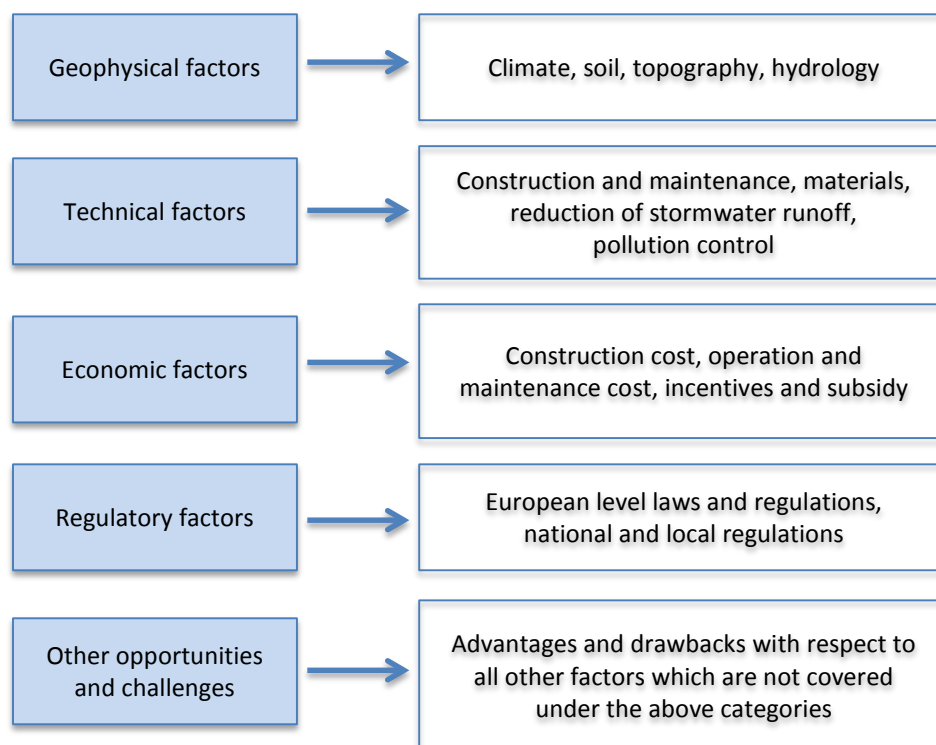 Geophysical factors
Climate, soil, topography, hydrology
Technical factors
Construction and maintenance, materials,
reduction of stormwater runoff,
pollution control
Economic factors
Construction cost, operation and
maintenance cost, incentives and subsidy
Regulatory factors
European level laws and regulations,
national and local regulations
Other opportunities
and challenges
Advantages and drawbacks with respect to
all other factors which are not covered
under the above categories